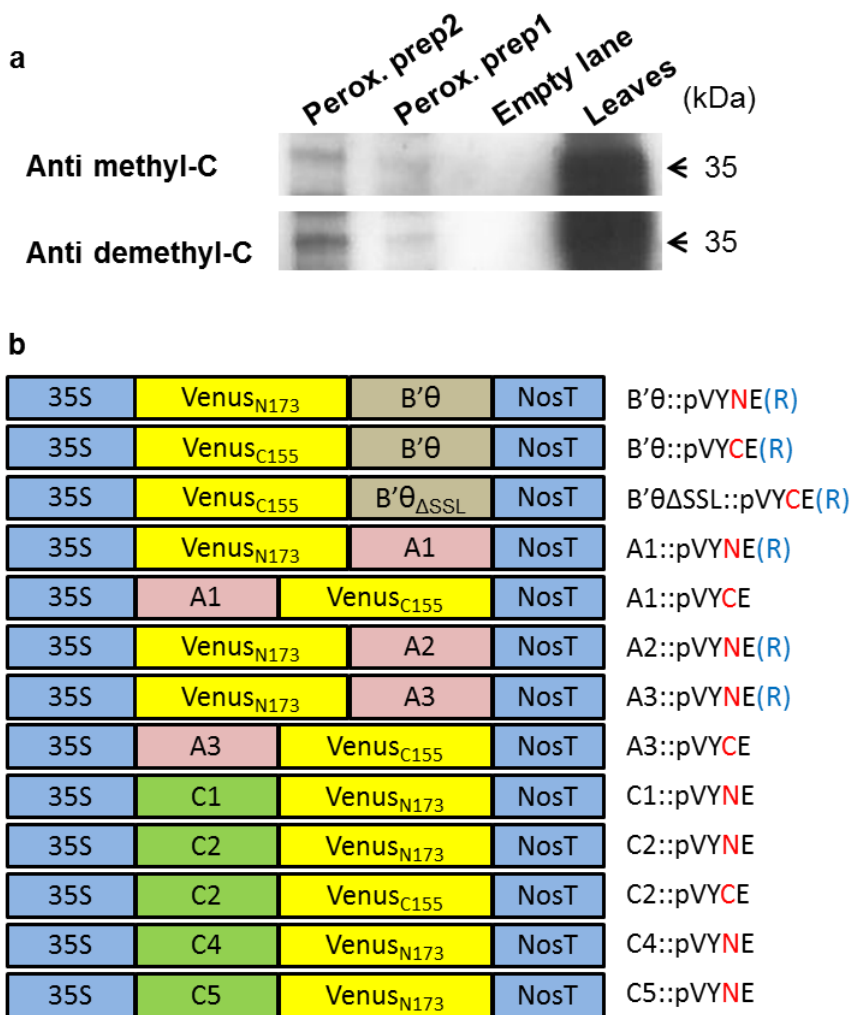 a
Perox. prep2 Perox. prep1 Empty lane Leaves (kDa)
Anti methyl-C 35
Anti demethyl-C 35
b
35S VenusN173 B'θ NosT B'θ::pVYNE(R)
35S VenusC155 B'θ NosT B'θ::pVYCE(R)
35S VenusC155 B'θΔSSL NosT B'θΔSSL::pVYCE(R)
35S VenusN173 A1 NosT A1::pVYNE(R)
35S A1 VenusC155 NosT A1::pVYCE
35S VenusN173 A2 NosT A2::pVYNE(R)
35S VenusN173 A3 NosT A3::pVYNE(R)
35S A3 VenusC155 NosT A3::pVYCE
35S C1 VenusN173 NosT C1::pVYNE
35S C2 VenusN173 NosT C2::pVYNE
35S C2 VenusC155 NosT C2::pVYCE
35S C4 VenusN173 NosT C4::pVYNE
35S C5 VenusN173 NosT C5::pVYNE